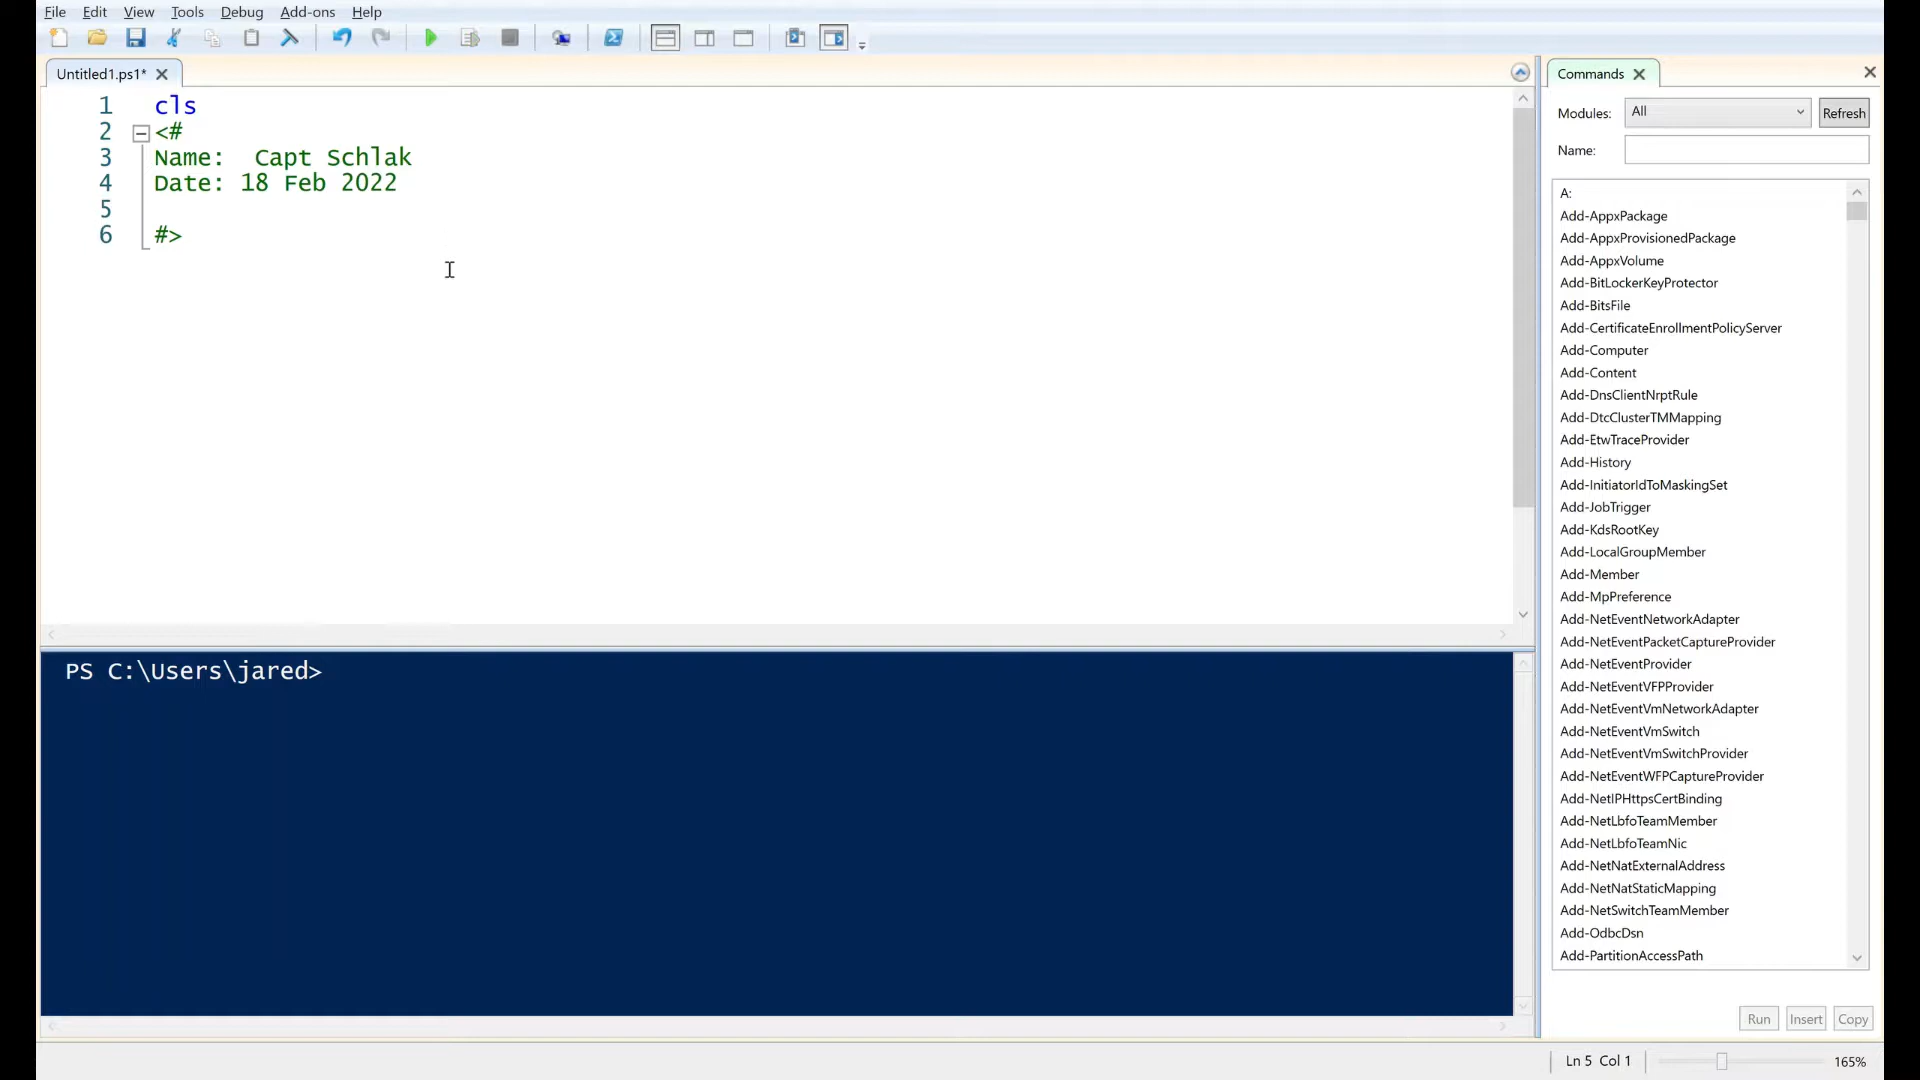 File Edit View Tools Debug Add-ons Help
Untitled1.ps1*
1 cls
2 <#
3 Name:  Capt Schlak
4 Date: 18 Feb 2022
5
6 #>
PS C:\Users\jared>
Commands
Modules: All Refresh
Name:
A:
Add-AppxPackage
Add-AppxProvisionedPackage
Add-AppxVolume
Add-BitLockerKeyProtector
Add-BitsFile
Add-CertificateEnrollmentPolicyServer
Add-Computer
Add-Content
Add-DnsClientNrptRule
Add-DtcClusterTMMapping
Add-EtwTraceProvider
Add-History
Add-InitiatorIdToMaskingSet
Add-JobTrigger
Add-KdsRootKey
Add-LocalGroupMember
Add-Member
Add-MpPreference
Add-NetEventNetworkAdapter
Add-NetEventPacketCaptureProvider
Add-NetEventProvider
Add-NetEventVFPProvider
Add-NetEventVmNetworkAdapter
Add-NetEventVmSwitch
Add-NetEventVmSwitchProvider
Add-NetEventWFPCaptureProvider
Add-NetIPHttpsCertBinding
Add-NetLbfoTeamMember
Add-NetLbfoTeamNic
Add-NetNatExternalAddress
Add-NetNatStaticMapping
Add-NetSwitchTeamMember
Add-OdbcDsn
Add-PartitionAccessPath
Run Insert Copy
Ln 5 Col 1 165%